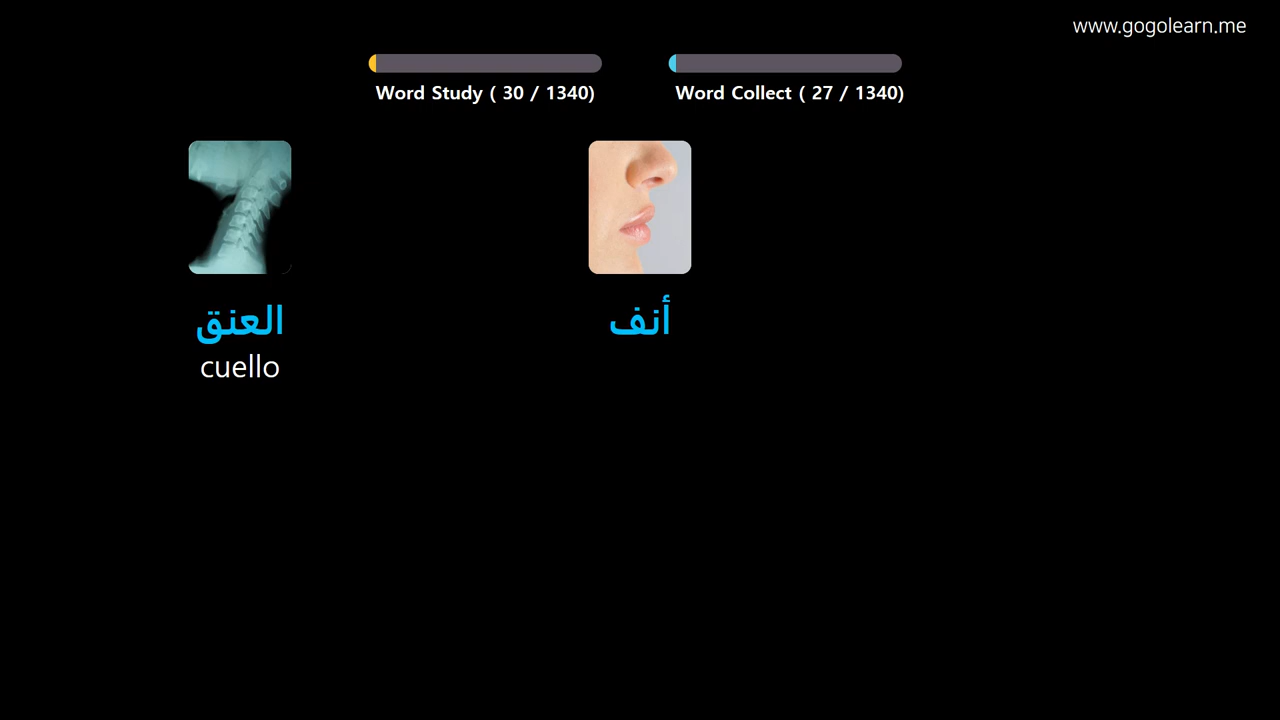 www.gogolearn.me
Word Study ( 30 / 1340)
Word Collect ( 27 / 1340)
العنق
cuello
أنف